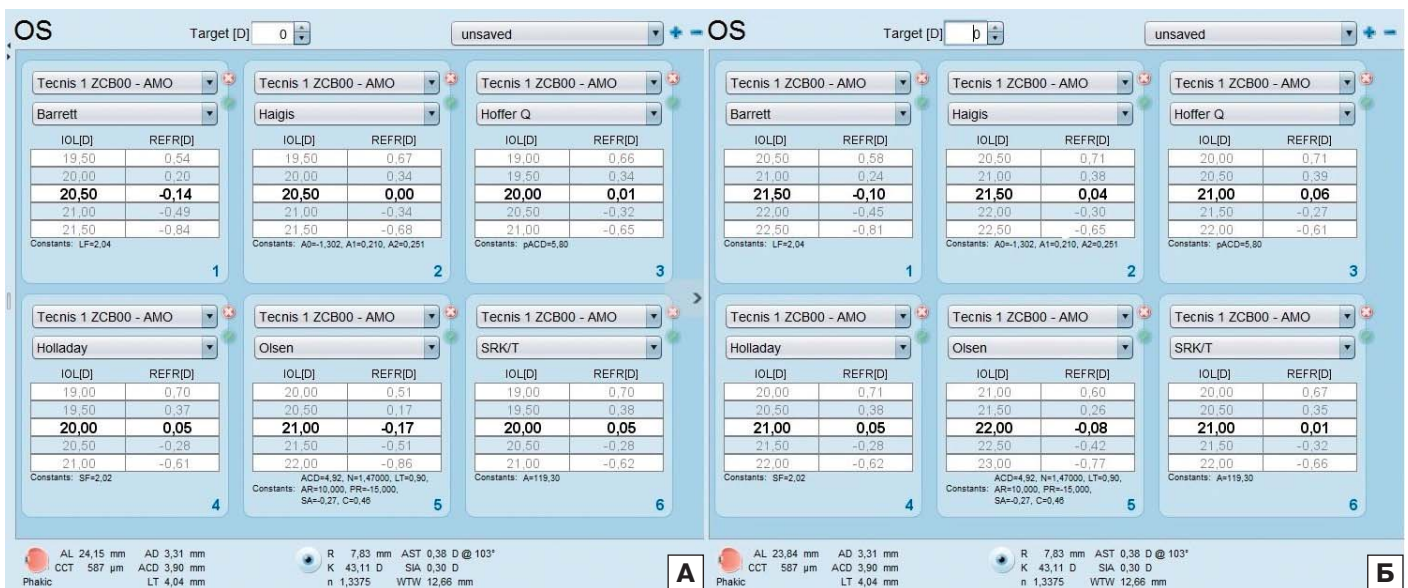 OS Target [D] 0 unsaved
Tecnis 1 ZCB00 - AMO Tecnis 1 ZCB00 - AMO Tecnis 1 ZCB00 - AMO
Barrett Haigis Hoffer Q
IOL[D] REFR[D] IOL[D] REFR[D] IOL[D] REFR[D]
19,50 0,54 19,50 0,67 19,00 0,66
20,00 0,20 20,00 0,34 19,50 0,34
20,50 -0,14 20,50 0,00 20,00 0,01
21,00 -0,49 21,00 -0,34 20,50 -0,32
21,50 -0,84 21,50 -0,68 21,00 -0,65
Constants: LF=2,04 Constants: A0=-1,302, A1=0,210, A2=0,251 Constants: pACD=5,80
1 2 3
Tecnis 1 ZCB00 - AMO Tecnis 1 ZCB00 - AMO Tecnis 1 ZCB00 - AMO
Holladay Olsen SRK/T
IOL[D] REFR[D] IOL[D] REFR[D] IOL[D] REFR[D]
19,00 0,70 20,00 0,51 19,00 0,70
19,50 0,37 20,50 0,17 19,50 0,38
20,00 0,05 21,00 -0,17 20,00 0,05
20,50 -0,28 21,50 -0,51 20,50 -0,28
21,00 -0,61 22,00 -0,86 21,00 -0,62
Constants: SF=2,02 Constants: ACD=4,92, N=1,47000, LT=0,90, Constants: A=119,30
AR=10,000, PR=-15,000,
SA=-0,27, C=0,46
4 5 6
AL 24,15 mm AD 3,31 mm R 7,83 mm AST 0,38 D @ 103°
CCT 587 µm ACD 3,90 mm K 43,11 D SIA 0,30 D
Phakic LT 4,04 mm n 1,3375 WTW 12,66 mm
А
OS Target [D] 0 unsaved
Tecnis 1 ZCB00 - AMO Tecnis 1 ZCB00 - AMO Tecnis 1 ZCB00 - AMO
Barrett Haigis Hoffer Q
IOL[D] REFR[D] IOL[D] REFR[D] IOL[D] REFR[D]
20,50 0,58 20,50 0,71 20,00 0,71
21,00 0,24 21,00 0,38 20,50 0,39
21,50 -0,10 21,50 0,04 21,00 0,06
22,00 -0,45 22,00 -0,30 21,50 -0,27
22,50 -0,81 22,50 -0,65 22,00 -0,61
Constants: LF=2,04 Constants: A0=-1,302, A1=0,210, A2=0,251 Constants: pACD=5,80
1 2 3
Tecnis 1 ZCB00 - AMO Tecnis 1 ZCB00 - AMO Tecnis 1 ZCB00 - AMO
Holladay Olsen SRK/T
IOL[D] REFR[D] IOL[D] REFR[D] IOL[D] REFR[D]
20,00 0,71 21,00 0,60 20,00 0,67
20,50 0,38 21,50 0,26 20,50 0,35
21,00 0,05 22,00 -0,08 21,00 0,01
21,50 -0,28 22,50 -0,42 21,50 -0,32
22,00 -0,62 23,00 -0,77 22,00 -0,66
Constants: SF=2,02 Constants: ACD=4,92, N=1,47000, LT=0,90, Constants: A=119,30
AR=10,000, PR=-15,000,
SA=-0,27, C=0,46
4 5 6
AL 23,84 mm AD 3,31 mm R 7,83 mm AST 0,38 D @ 103°
CCT 587 µm ACD 3,90 mm K 43,11 D SIA 0,30 D
Phakic LT 4,04 mm n 1,3375 WTW 12,66 mm
Б